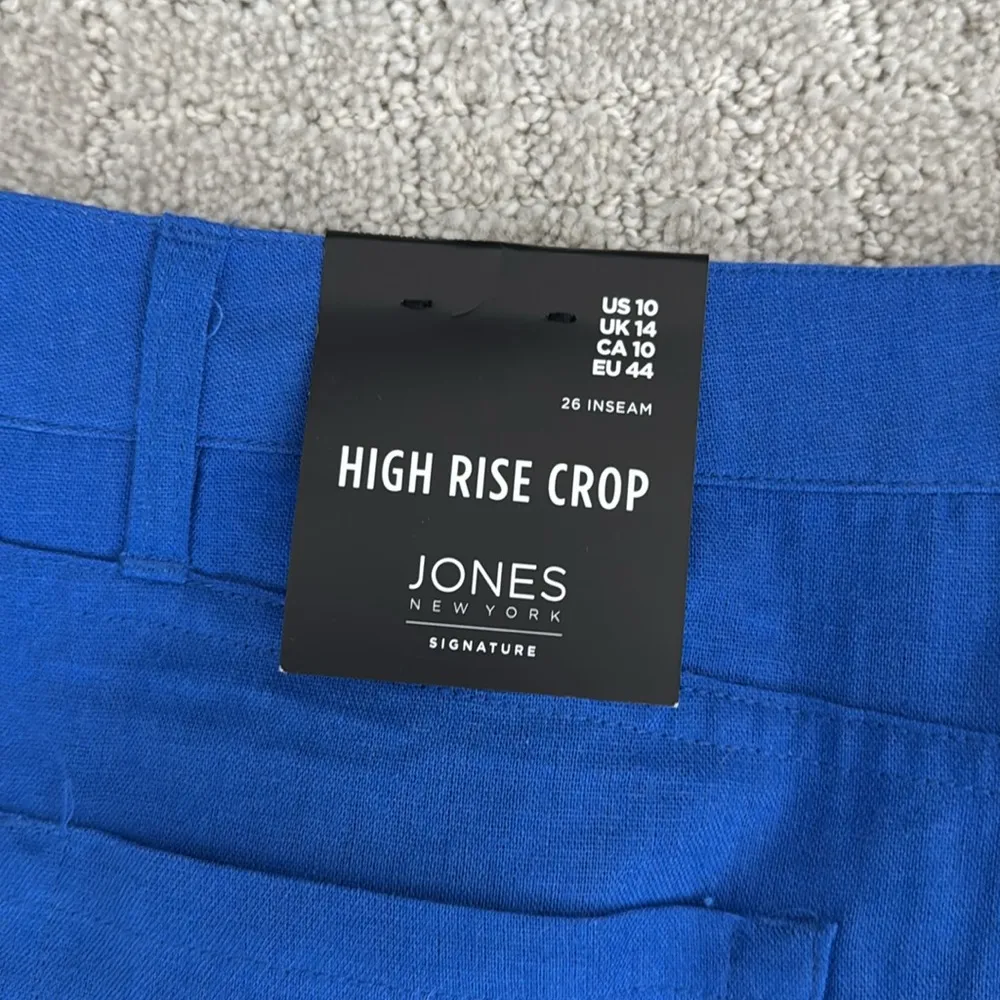 US 10
UK 14
CA 10
EU 44
26 INSEAM
HIGH RISE CROP
JONES
NEW YORK
SIGNATURE